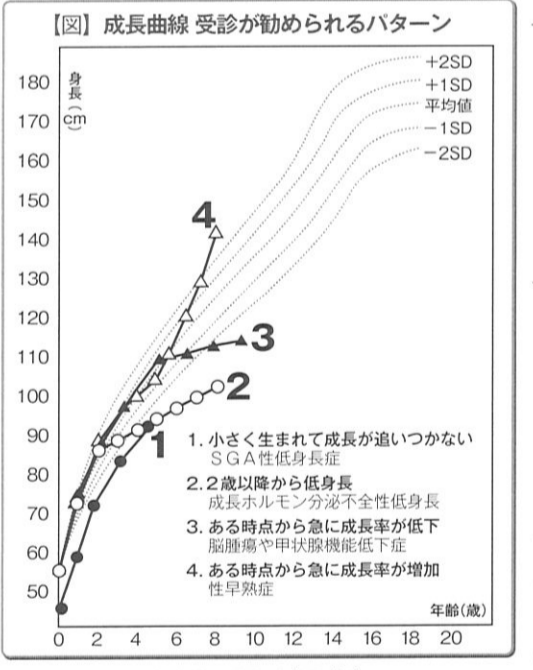 【図】成長曲線 受診が勧められるパターン
身長(cm)
180
170
160
150
140
130
120
110
100
90
80
70
60
50
+2SD
+1SD
平均値
−1SD
−2SD
4
3
2
1
1. 小さく生まれて成長が追いつかない
SGA性低身長症
2. 2歳以降から低身長
成長ホルモン分泌不全性低身長
3. ある時点から急に成長率が低下
脳腫瘍や甲状腺機能低下症
4. ある時点から急に成長率が増加
性早熟症
年齢(歳)
0 2 4 6 8 10 12 14 16 18 20